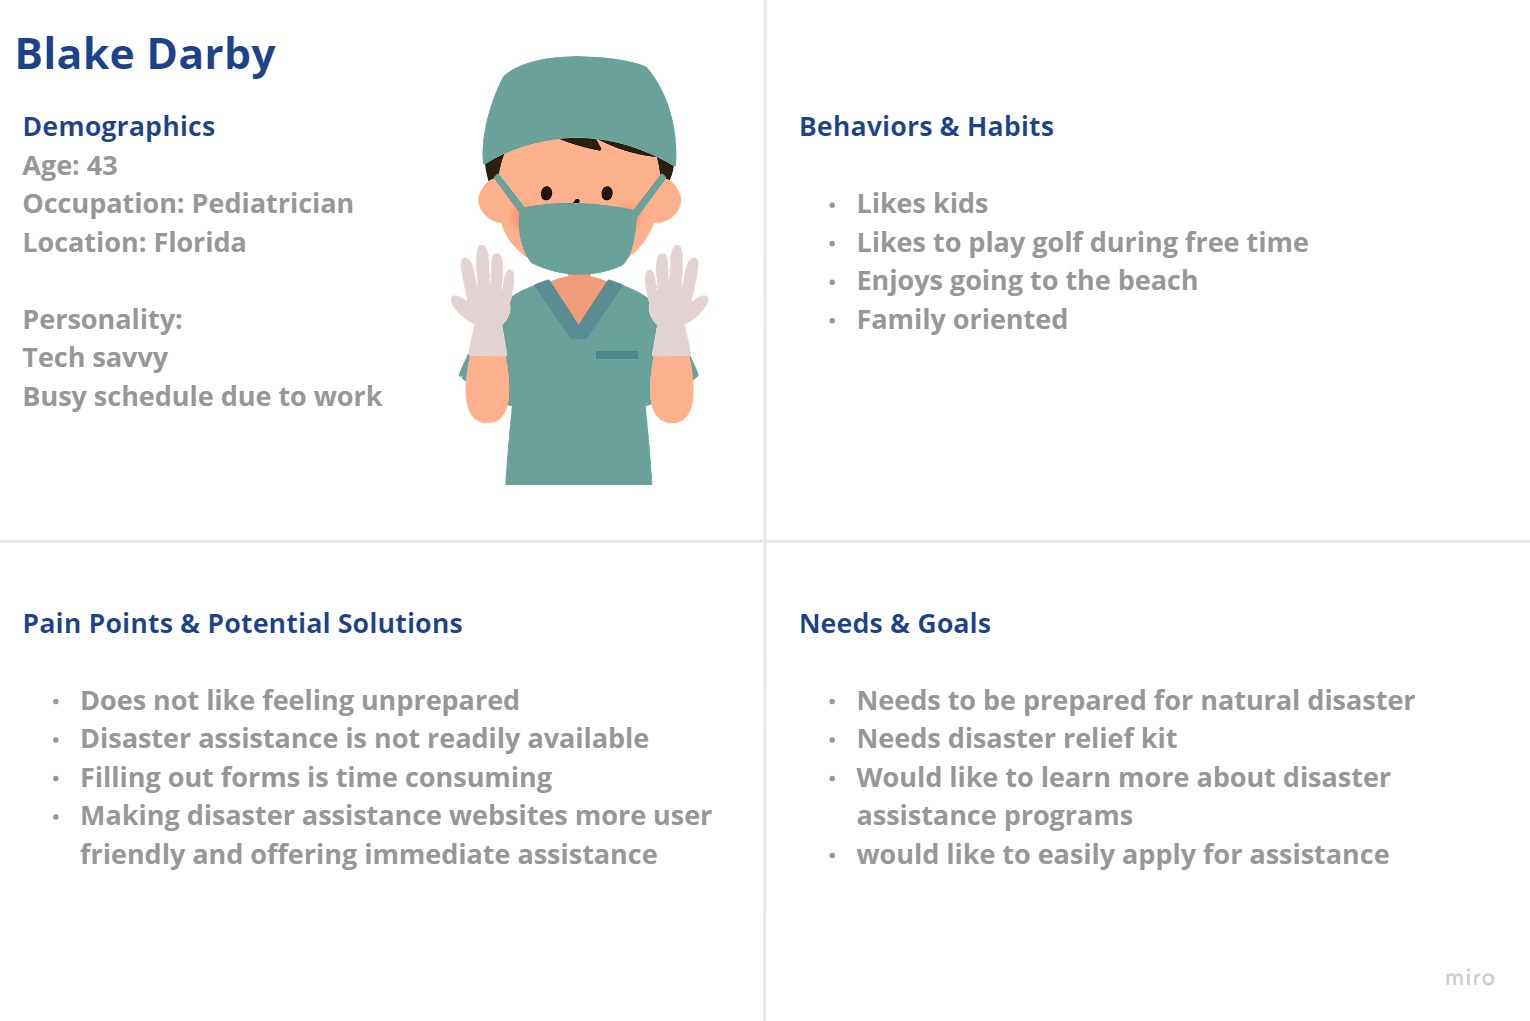 Blake Darby
Demographics
Age: 43
Occupation: Pediatrician
Location: Florida
Personality:
Tech savvy
Busy schedule due to work
Behaviors & Habits
• Likes kids
• Likes to play golf during free time
• Enjoys going to the beach
• Family oriented
Pain Points & Potential Solutions
• Does not like feeling unprepared
• Disaster assistance is not readily available
• Filling out forms is time consuming
• Making disaster assistance websites more user
friendly and offering immediate assistance
Needs & Goals
• Needs to be prepared for natural disaster
• Needs disaster relief kit
• Would like to learn more about disaster
assistance programs
• would like to easily apply for assistance
miro